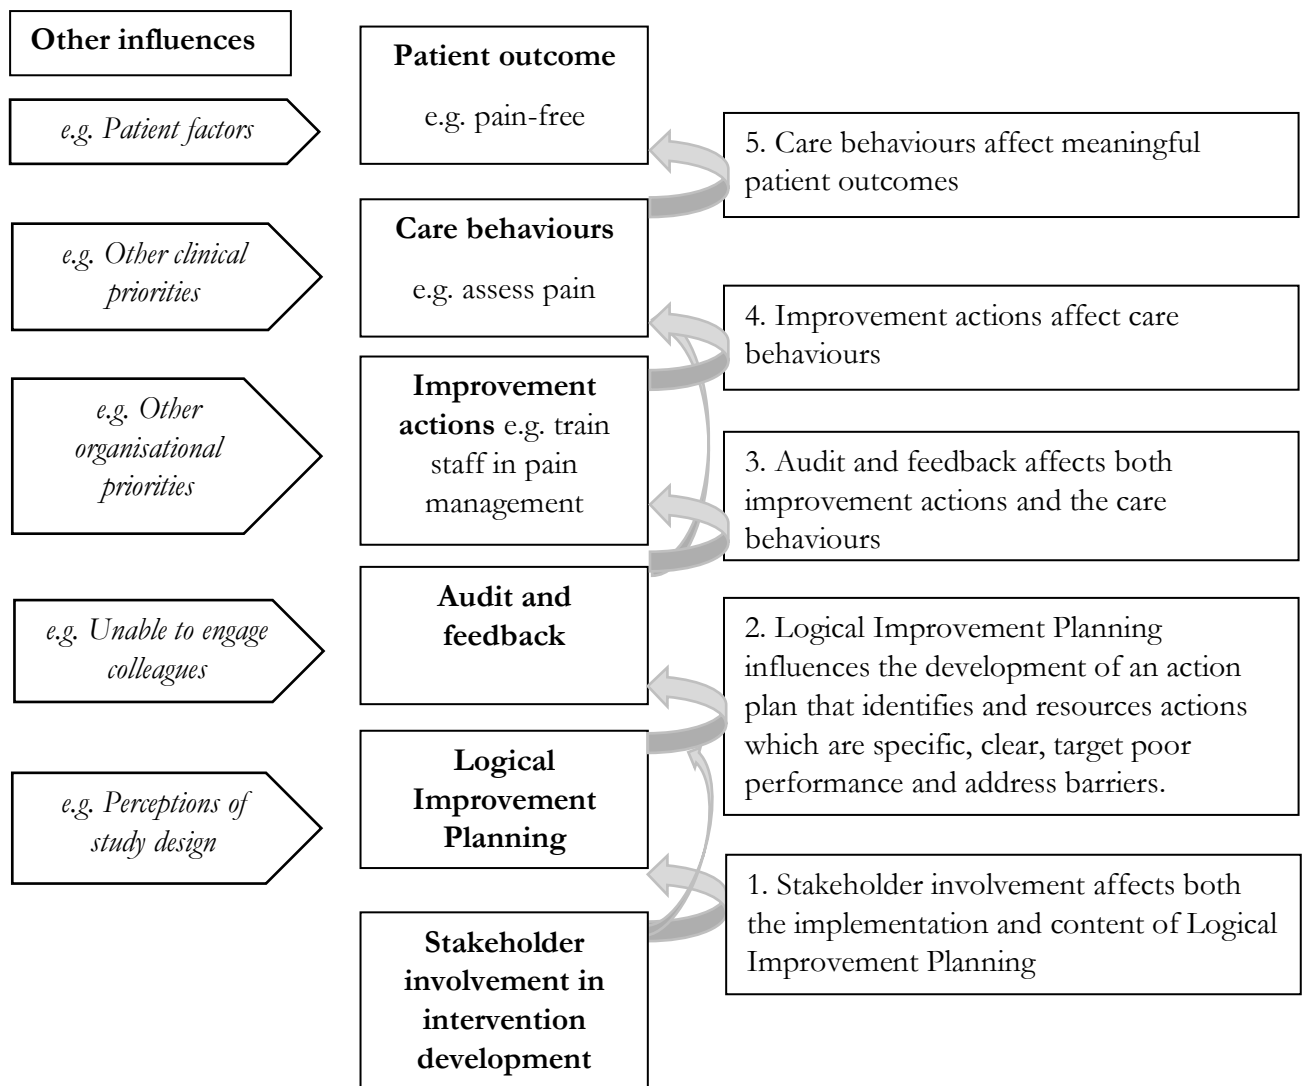 Other influences
e.g. Patient factors
e.g. Other clinical
priorities
e.g. Other
organisational
priorities
e.g. Unable to engage
colleagues
e.g. Perceptions of
study design
Patient outcome
e.g. pain-free
Care behaviours
e.g. assess pain
Improvement
actions e.g. train
staff in pain
management
Audit and
feedback
Logical
Improvement
Planning
Stakeholder
involvement in
intervention
development
5. Care behaviours affect meaningful
patient outcomes
4. Improvement actions affect care
behaviours
3. Audit and feedback affects both
improvement actions and the care
behaviours
2. Logical Improvement Planning
influences the development of an action
plan that identifies and resources actions
which are specific, clear, target poor
performance and address barriers.
1. Stakeholder involvement affects both
the implementation and content of Logical
Improvement Planning